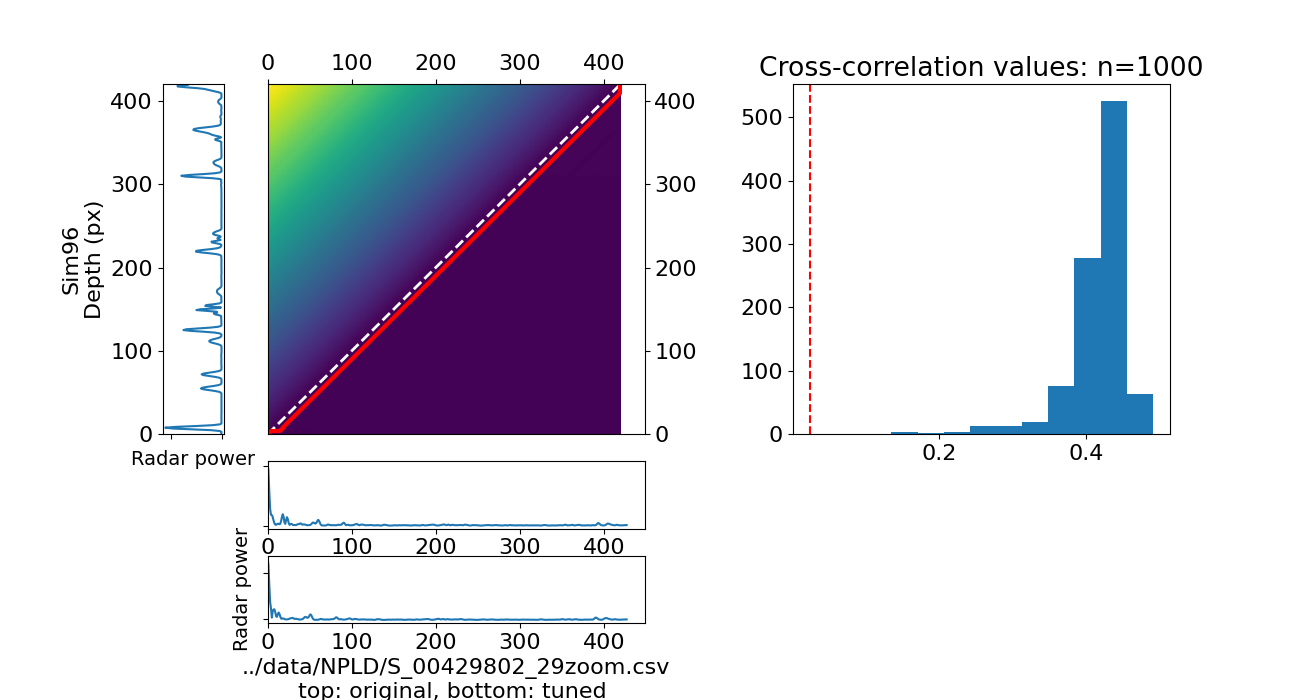 0 100 200 300 400
Cross-correlation values: n=1000
Sim96
Depth (px)
400
300
200
100
0
400
300
200
100
0
500
400
300
200
100
0
0.2 0.4
Radar power
0 100 200 300 400
Radar power
0 100 200 300 400
../data/NPLD/S_00429802_29zoom.csv
top: original, bottom: tuned